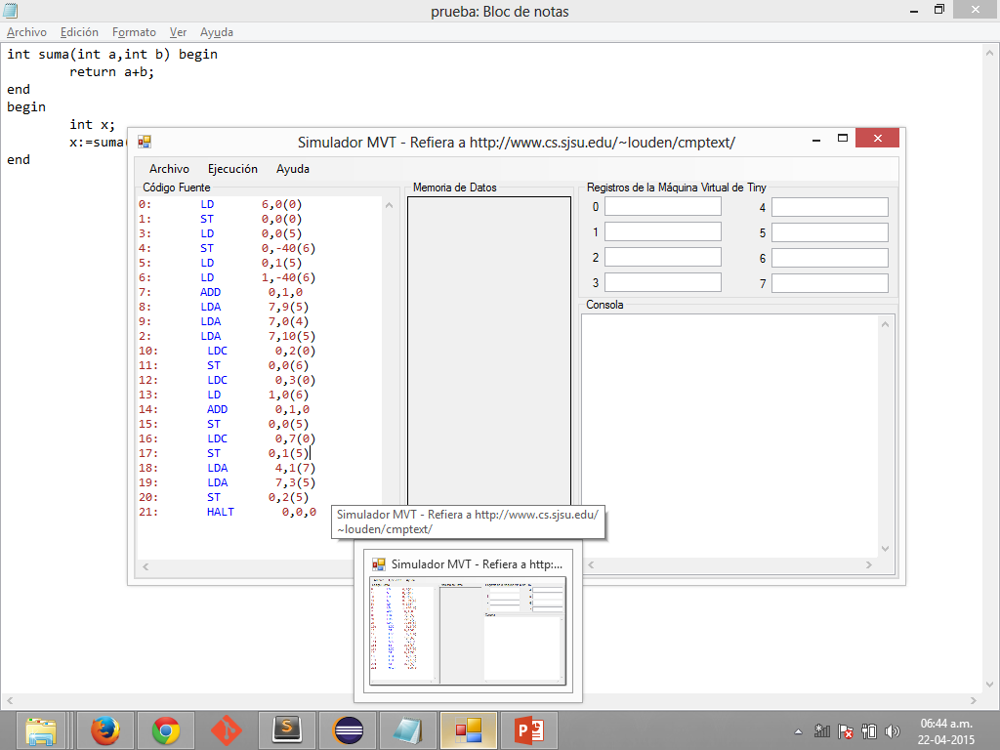 prueba: Bloc de notas
Archivo Edición Formato Ver Ayuda
int suma(int a,int b) begin
return a+b;
end
begin
int x;
x:=suma(
end
Simulador MVT - Refiera a http://www.cs.sjsu.edu/~louden/cmptext/
Archivo Ejecución Ayuda
Código Fuente
0: LD 6,0(0)
1: ST 0,0(0)
3: LD 0,0(5)
4: ST 0,-40(6)
5: LD 0,1(5)
6: LD 1,-40(6)
7: ADD 0,1,0
8: LDA 7,9(5)
9: LDA 7,0(4)
2: LDA 7,10(5)
10: LDC 0,2(0)
11: ST 0,0(6)
12: LDC 0,3(0)
13: LD 1,0(6)
14: ADD 0,1,0
15: ST 0,0(5)
16: LDC 0,7(0)
17: ST 0,1(5)
18: LDA 4,1(7)
19: LDA 7,3(5)
20: ST 0,2(5)
21: HALT 0,0,0
Memoria de Datos
Registros de la Máquina Virtual de Tiny
0 4
1 5
2 6
3 7
Consola
Simulador MVT - Refiera a http://www.cs.sjsu.edu/
~louden/cmptext/
Simulador MVT - Refiera a http:...
06:44 a.m.
22-04-2015